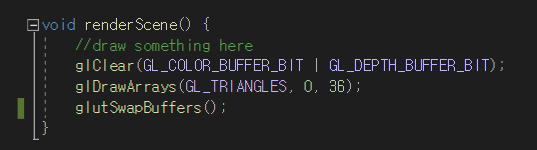 void renderScene() {
//draw something here
glClear(GL_COLOR_BUFFER_BIT | GL_DEPTH_BUFFER_BIT);
glDrawArrays(GL_TRIANGLES, 0, 36);
glutSwapBuffers();
}